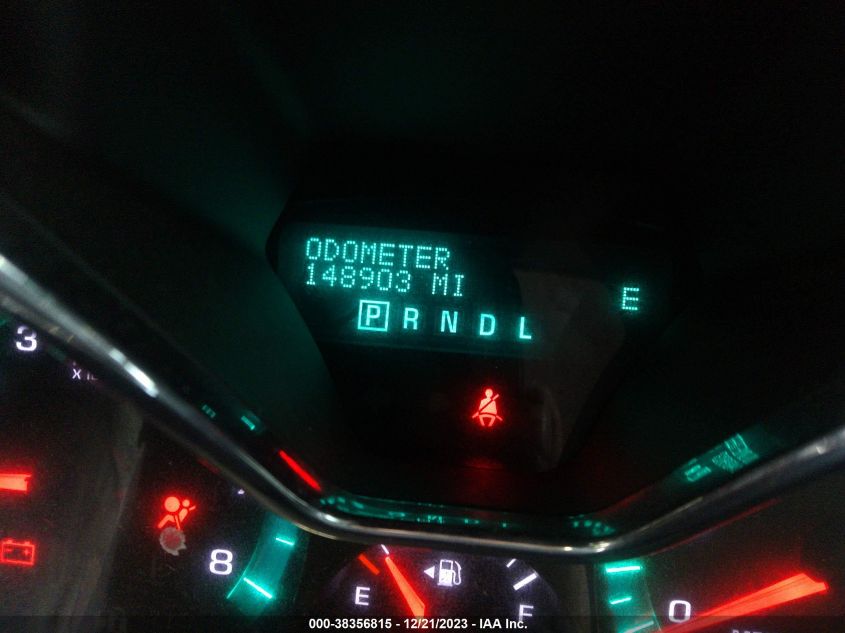 ODOMETER
148903 MI
E
P R N D L
3
8
E
F
0
000-38356815 - 12/21/2023 - IAA Inc.